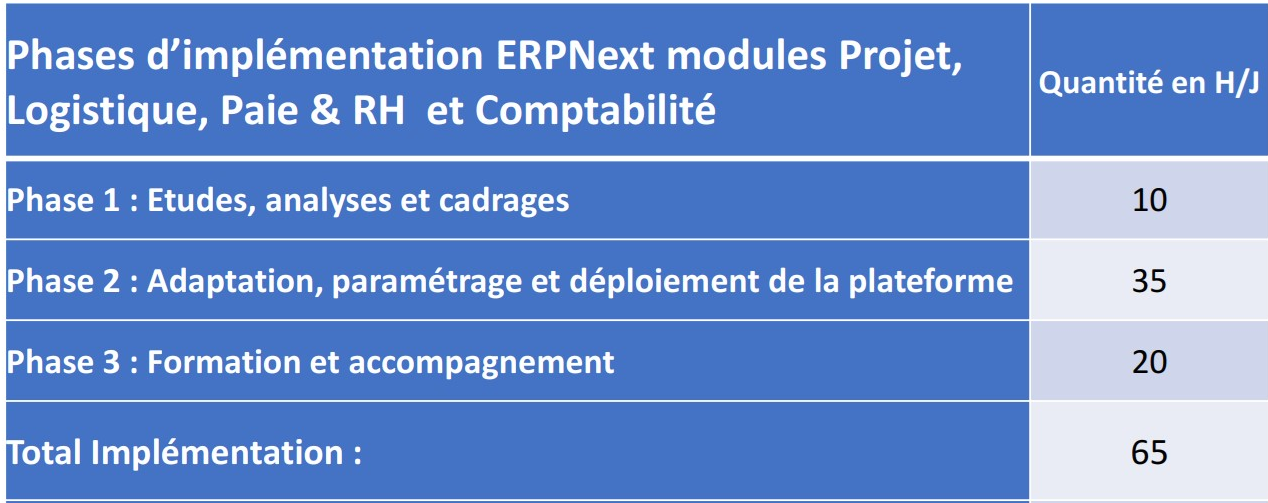 Phases d’implémentation ERPNext modules Projet,
Logistique, Paie & RH  et Comptabilité
Quantité en H/J
Phase 1 : Etudes, analyses et cadrages
10
Phase 2 : Adaptation, paramétrage et déploiement de la plateforme
35
Phase 3 : Formation et accompagnement
20
Total Implémentation :
65